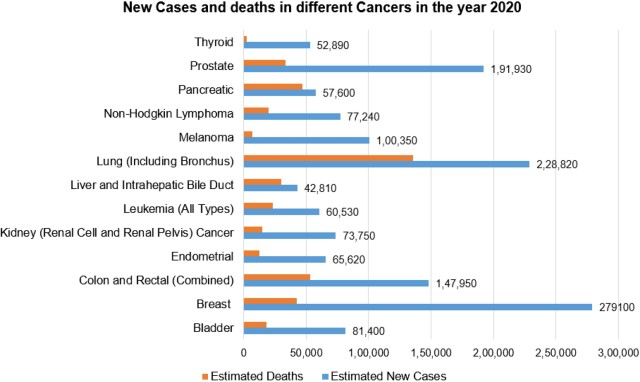 New Cases and deaths in different Cancers in the year 2020
Thyroid 52,890
Prostate 1,91,930
Pancreatic 57,600
Non-Hodgkin Lymphoma 77,240
Melanoma 1,00,350
Lung (Including Bronchus) 2,28,820
Liver and Intrahepatic Bile Duct 42,810
Leukemia (All Types) 60,530
Kidney (Renal Cell and Renal Pelvis) Cancer 73,750
Endometrial 65,620
Colon and Rectal (Combined) 1,47,950
Breast 279100
Bladder 81,400
0 50,000 1,00,000 1,50,000 2,00,000 2,50,000 3,00,000
Estimated Deaths Estimated New Cases